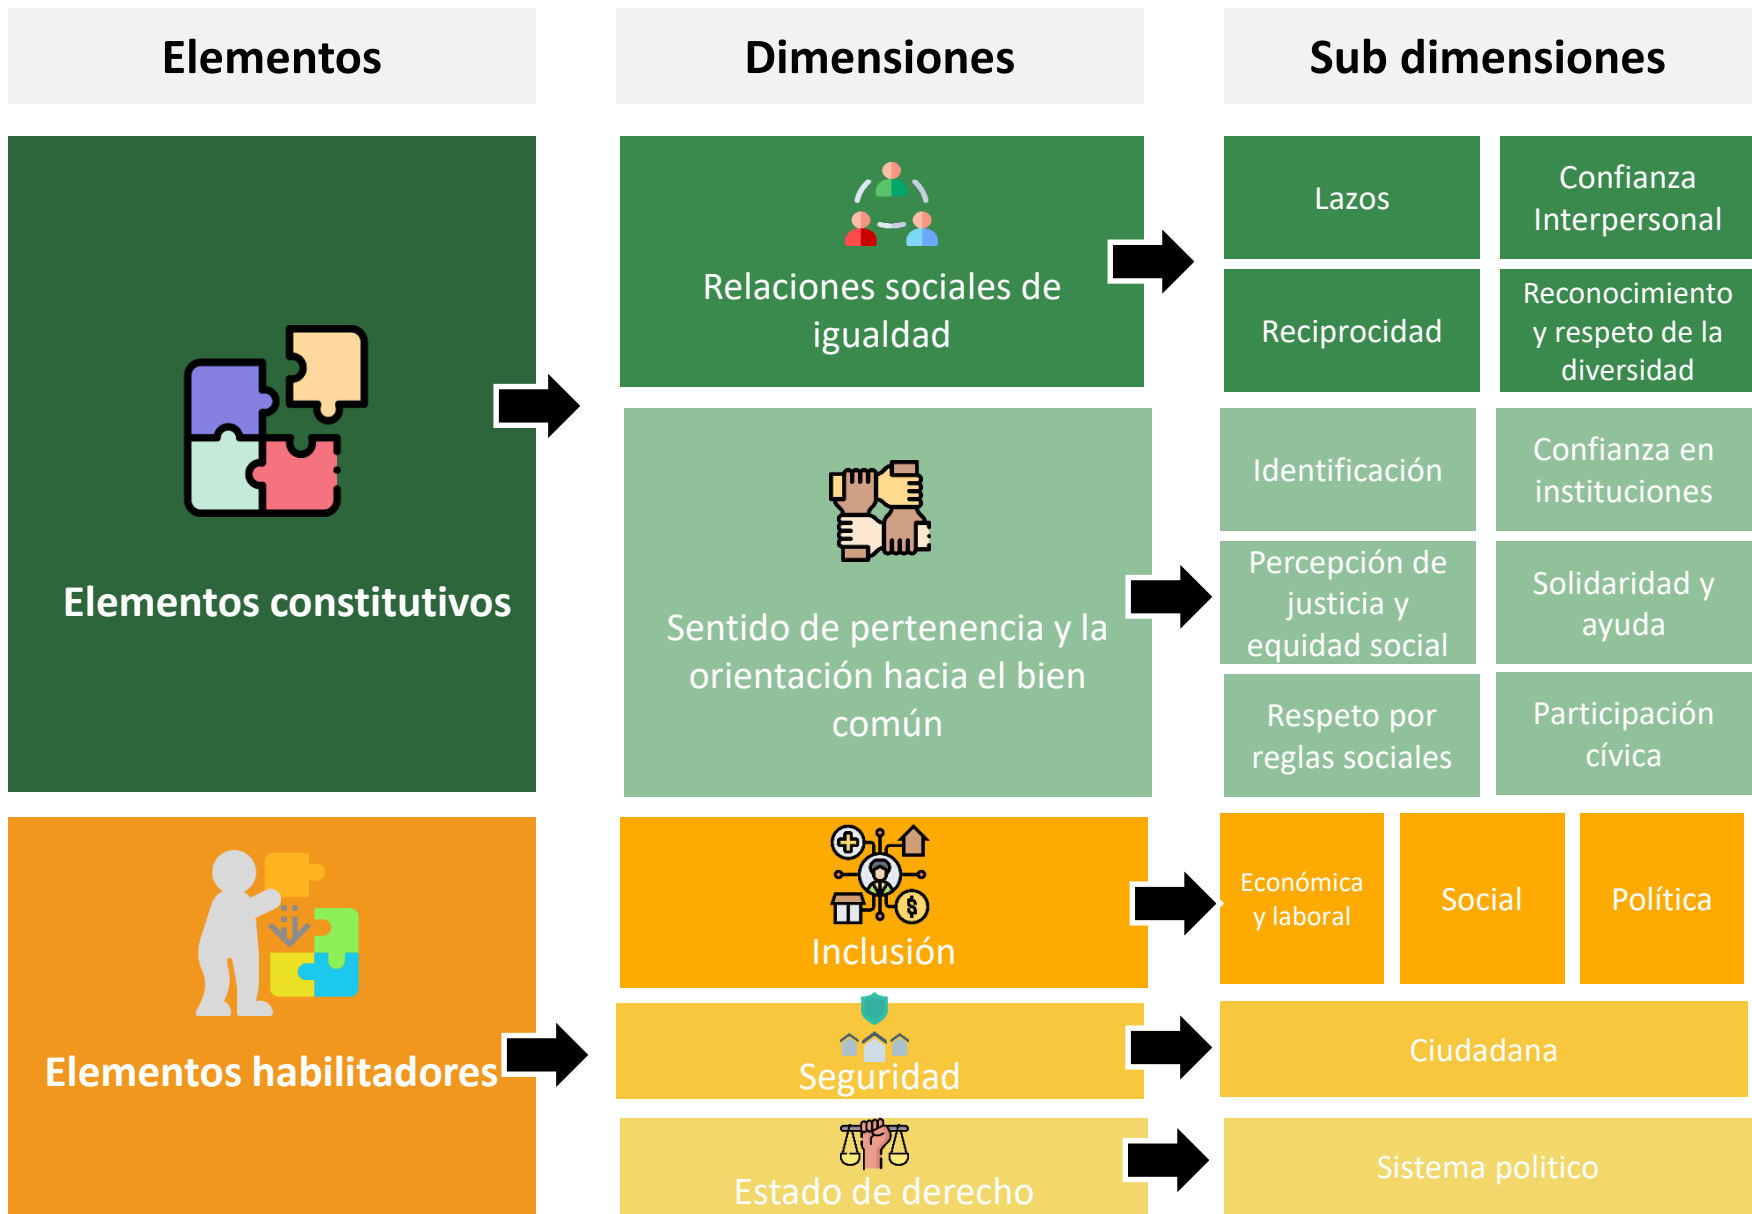 Elementos
Dimensiones
Sub dimensiones
Elementos constitutivos
Relaciones sociales de
igualdad
Lazos
Confianza
Interpersonal
Reciprocidad
Reconocimiento
y respeto de la
diversidad
Sentido de pertenencia y la
orientación hacia el bien
común
Identificación
Confianza en
instituciones
Percepción de
justicia y
equidad social
Solidaridad y
ayuda
Respeto por
reglas sociales
Participación
cívica
Elementos habilitadores
Inclusión
Económica
y laboral
Social
Política
Seguridad
Ciudadana
Estado de derecho
Sistema politico